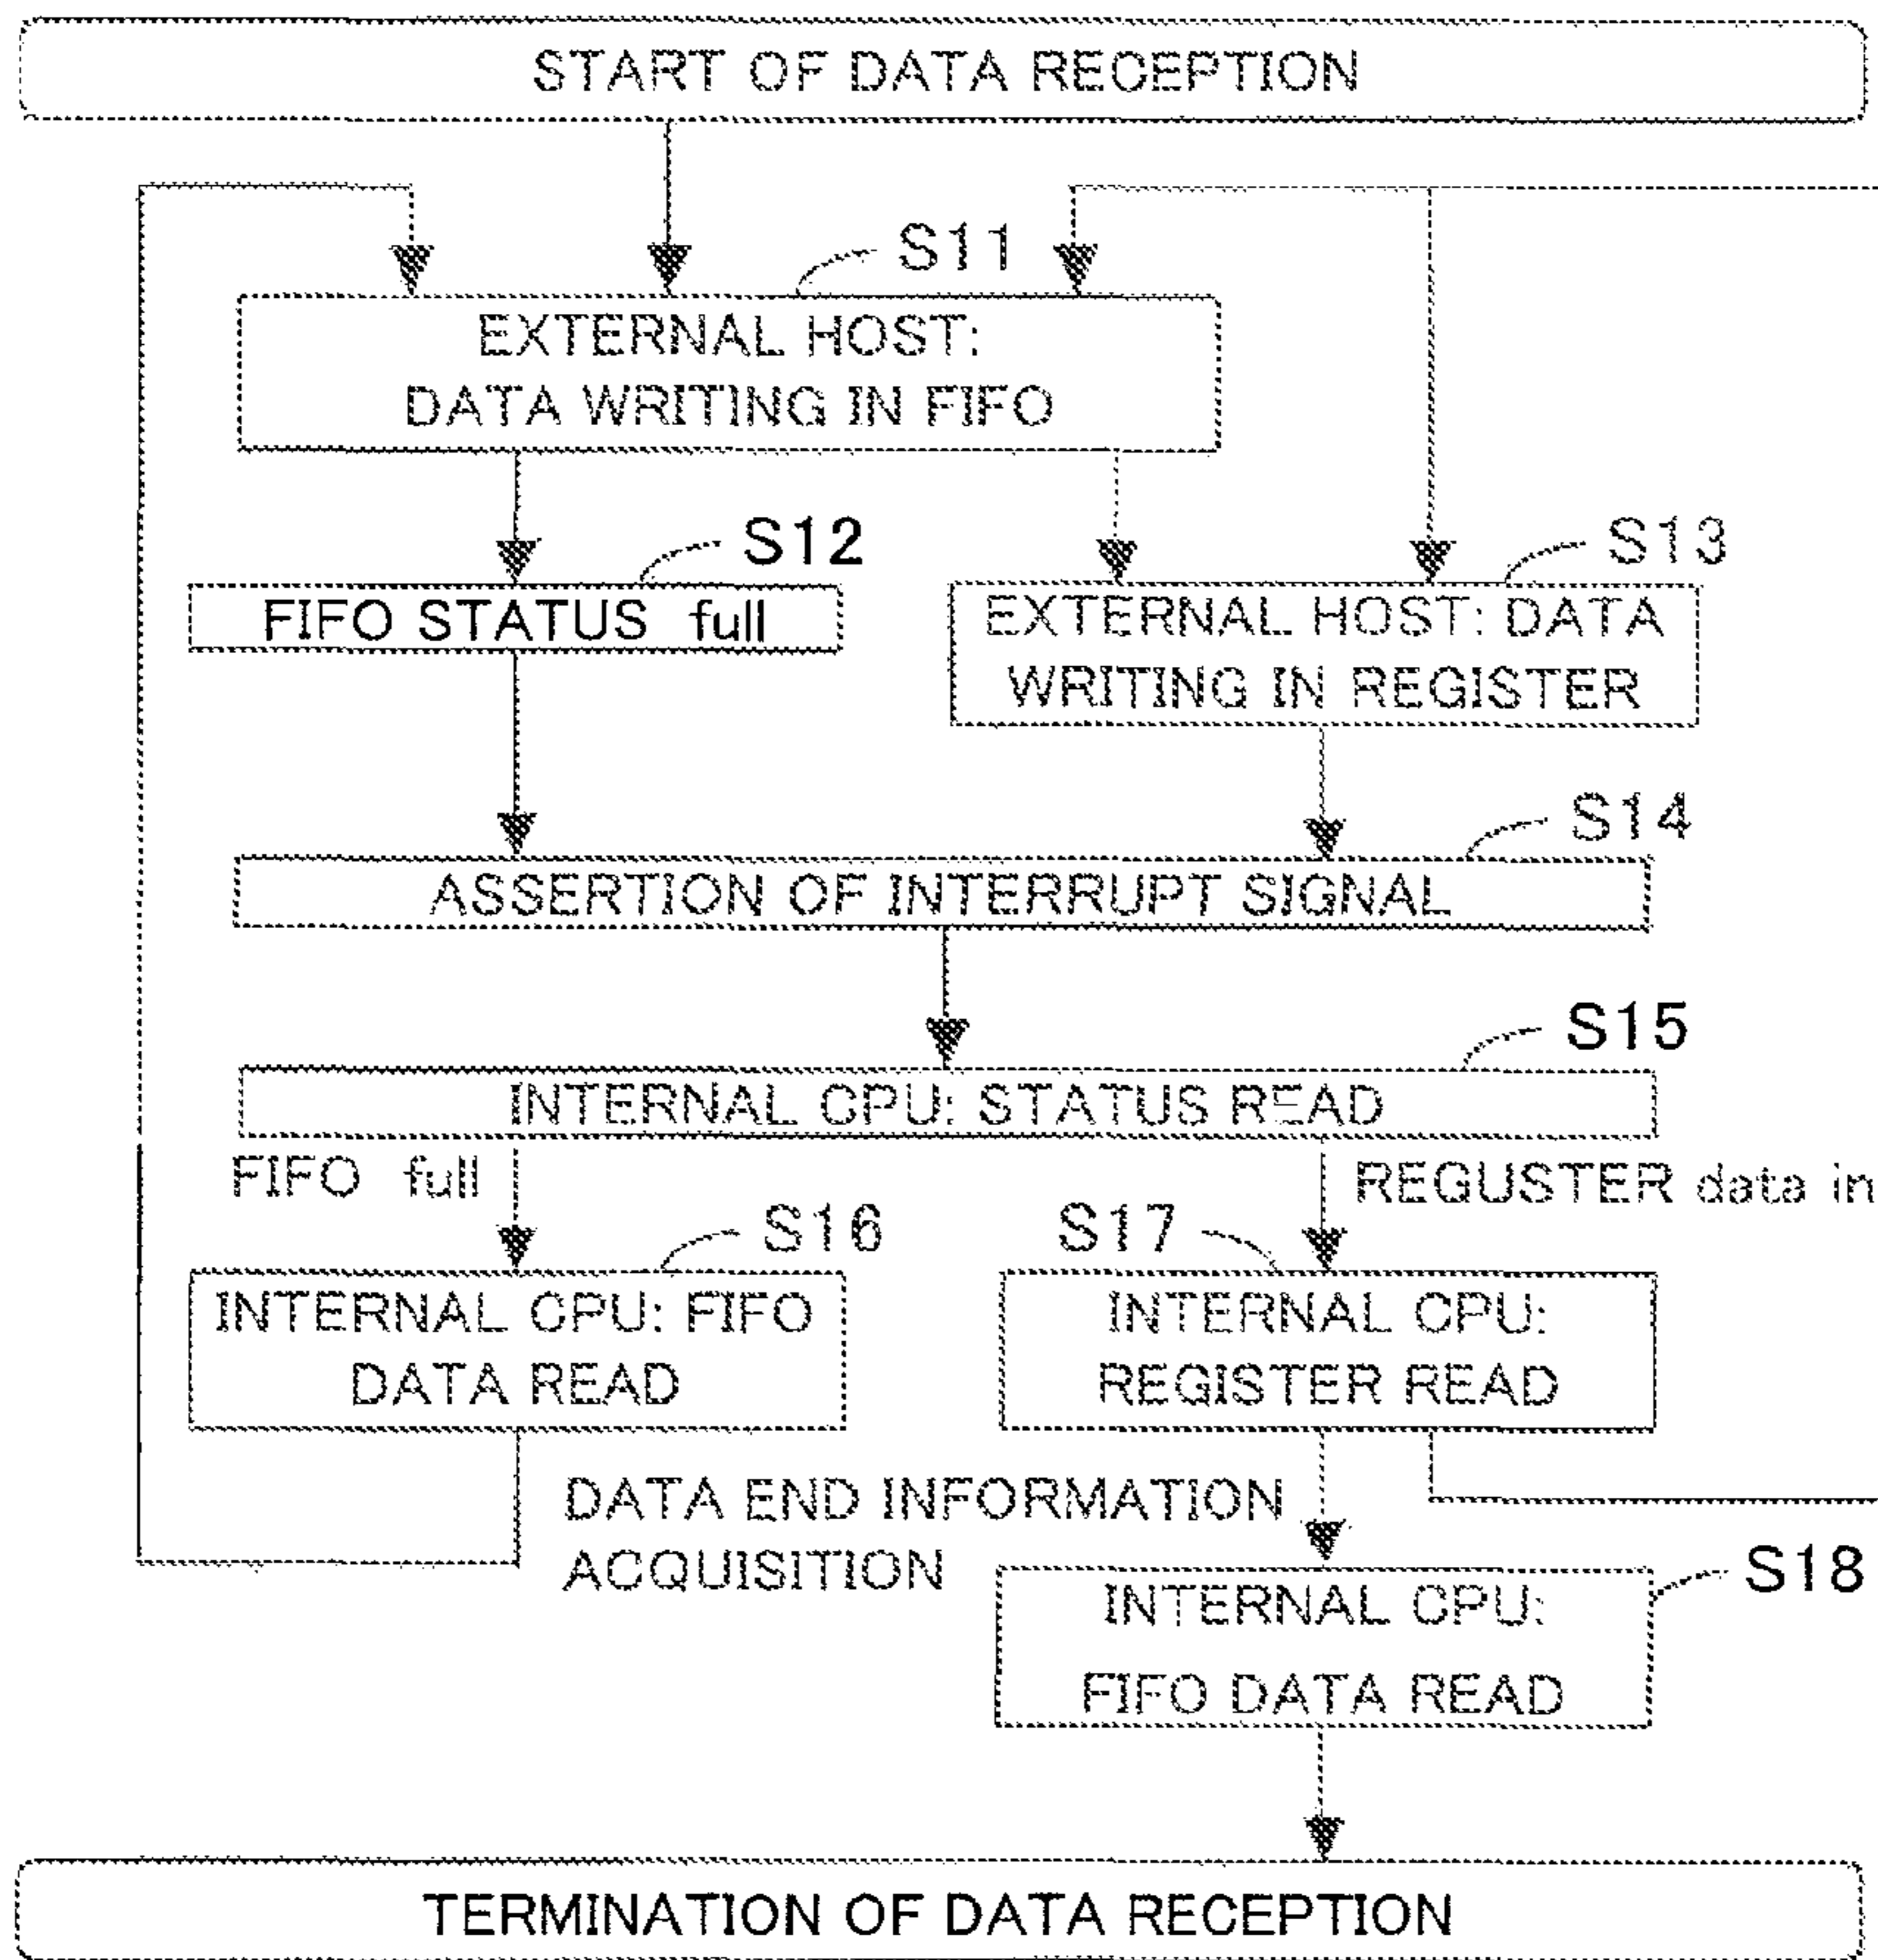 START OF DATA RECEPTION
S11
EXTERNAL HOST:
DATA WRITING IN FIFO
S12
S13
FIFO STATUS full
EXTERNAL HOST: DATA
WRITING IN REGISTER
S14
ASSERTION OF INTERRUPT SIGNAL
S15
INTERNAL CPU: STATUS READ
FIFO full
REGUSTER data in
S16
S17
INTERNAL CPU: FIFO
DATA READ
INTERNAL CPU:
REGISTER READ
DATA END INFORMATION
ACQUISITION
S18
INTERNAL CPU:
FIFO DATA READ
TERMINATION OF DATA RECEPTION